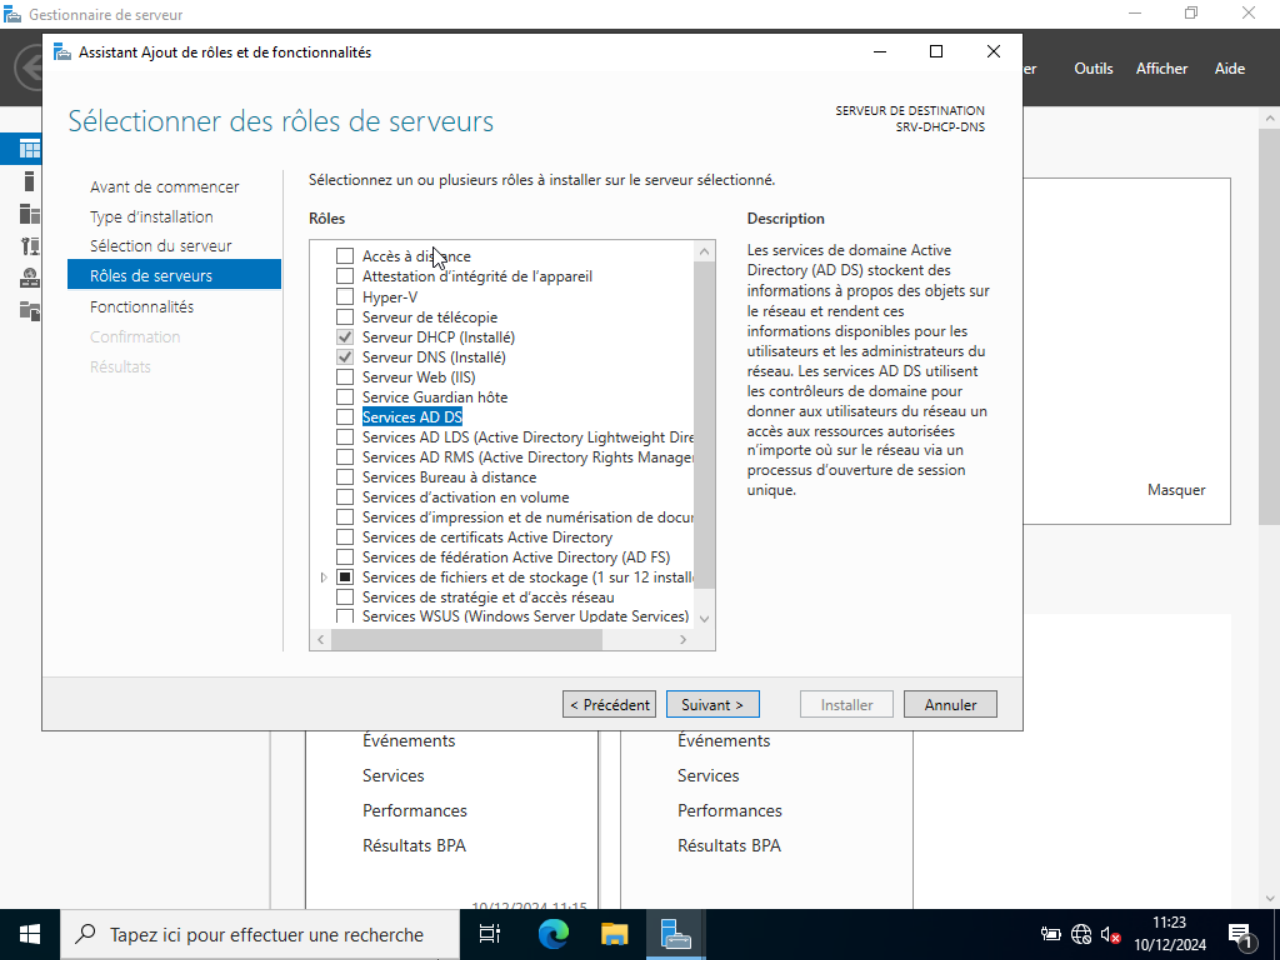 Gestionnaire de serveur
Assistant Ajout de rôles et de fonctionnalités
Outils
Afficher
Aide
Sélectionner des rôles de serveurs
SERVEUR DE DESTINATION
SRV-DHCP-DNS
Avant de commencer
Type d'installation
Sélection du serveur
Rôles de serveurs
Fonctionnalités
Confirmation
Résultats
Sélectionnez un ou plusieurs rôles à installer sur le serveur sélectionné.
Rôles
Accès à distance
Attestation d'intégrité de l'appareil
Hyper-V
Serveur de télécopie
Serveur DHCP (Installé)
Serveur DNS (Installé)
Serveur Web (IIS)
Service Guardian hôte
Services AD DS
Services AD LDS (Active Directory Lightweight Dire
Services AD RMS (Active Directory Rights Manager
Services Bureau à distance
Services d'activation en volume
Services d'impression et de numérisation de docu
Services de certificats Active Directory
Services de fédération Active Directory (AD FS)
Services de fichiers et de stockage (1 sur 12 install
Services de stratégie et d'accès réseau
Services WSUS (Windows Server Update Services)
Description
Les services de domaine Active
Directory (AD DS) stockent des
informations à propos des objets sur
le réseau et rendent ces
informations disponibles pour les
utilisateurs et les administrateurs du
réseau. Les services AD DS utilisent
les contrôleurs de domaine pour
donner aux utilisateurs du réseau un
accès aux ressources autorisées
n'importe où sur le réseau via un
processus d'ouverture de session
unique.
Masquer
< Précédent
Suivant >
Installer
Annuler
Événements
Services
Performances
Résultats BPA
10/12/2024 11:15
Événements
Services
Performances
Résultats BPA
Tapez ici pour effectuer une recherche
11:23
10/12/2024
1